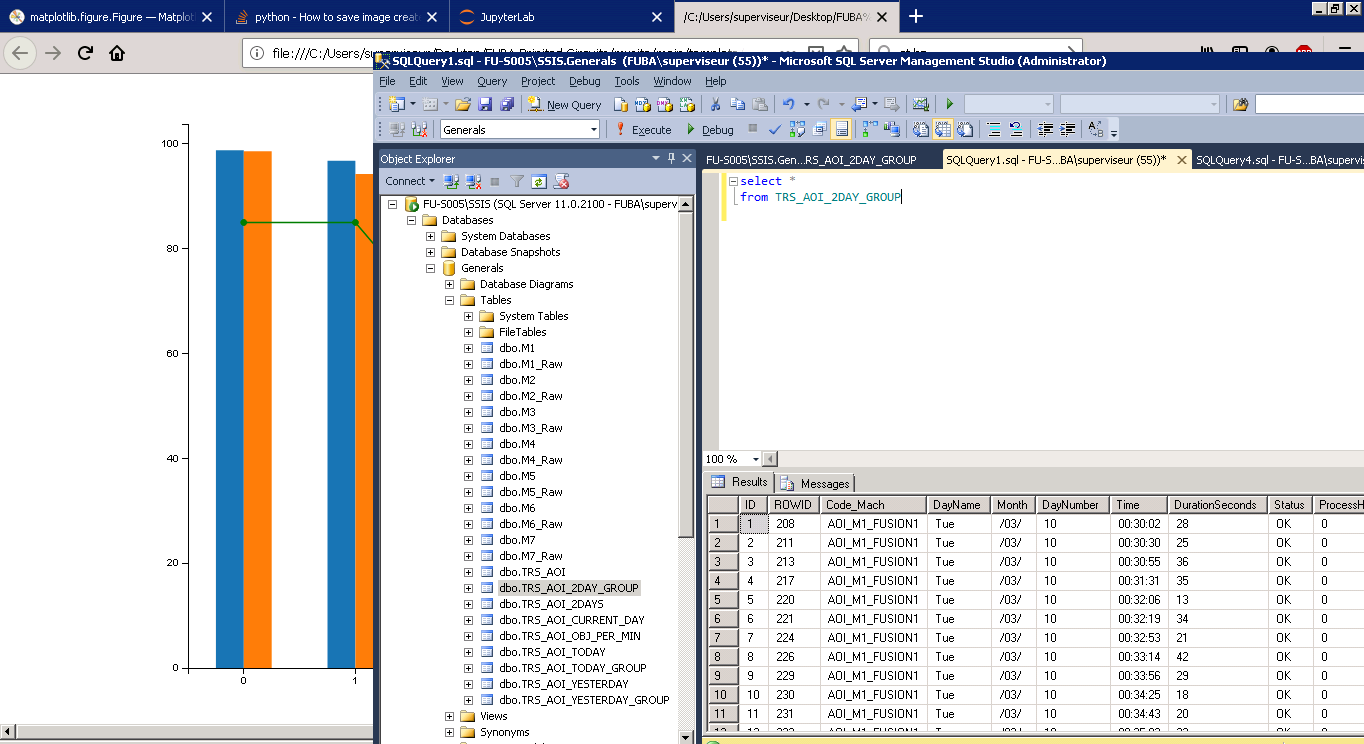 matplotlib.figure.Figure — Matplotl
python - How to save image creat
JupyterLab
/C:/Users/superviseur/Desktop/FUBA%
SQLQuery1.sql - FU-S005\SSIS.Generals (FUBA\superviseur (55))* - Microsoft SQL Server Management Studio (Administrator)
File Edit View Query Project Debug Tools Window Help
New Query
Generals
Execute
Debug
Object Explorer
Connect
FU-S005\SSIS (SQL Server 11.0.2100 - FUBA\superv
Databases
System Databases
Database Snapshots
Generals
Database Diagrams
Tables
System Tables
FileTables
dbo.M1
dbo.M1_Raw
dbo.M2
dbo.M2_Raw
dbo.M3
dbo.M3_Raw
dbo.M4
dbo.M4_Raw
dbo.M5
dbo.M5_Raw
dbo.M6
dbo.M6_Raw
dbo.M7
dbo.M7_Raw
dbo.TRS_AOI
dbo.TRS_AOI_2DAY_GROUP
dbo.TRS_AOI_2DAYS
dbo.TRS_AOI_CURRENT_DAY
dbo.TRS_AOI_OBJ_PER_MIN
dbo.TRS_AOI_TODAY
dbo.TRS_AOI_TODAY_GROUP
dbo.TRS_AOI_YESTERDAY
dbo.TRS_AOI_YESTERDAY_GROUP
Views
Synonyms
FU-S005\SSIS.Gen...RS_AOI_2DAY_GROUP
SQLQuery1.sql - FU-S...BA\superviseur (55))*
SQLQuery4.sql - FU-S...BA\superv
select *
from TRS_AOI_2DAY_GROUP
100 %
Results
Messages
ID ROWID Code_Mach DayName Month DayNumber Time DurationSeconds Status ProcessH
1 1 208 AOI_M1_FUSION1 Tue /03/ 10 00:30:02 28 OK 0
2 2 211 AOI_M1_FUSION1 Tue /03/ 10 00:30:30 25 OK 0
3 3 213 AOI_M1_FUSION1 Tue /03/ 10 00:30:55 36 OK 0
4 4 217 AOI_M1_FUSION1 Tue /03/ 10 00:31:31 35 OK 0
5 5 220 AOI_M1_FUSION1 Tue /03/ 10 00:32:06 13 OK 0
6 6 221 AOI_M1_FUSION1 Tue /03/ 10 00:32:19 34 OK 0
7 7 224 AOI_M1_FUSION1 Tue /03/ 10 00:32:53 21 OK 0
8 8 226 AOI_M1_FUSION1 Tue /03/ 10 00:33:14 42 OK 0
9 9 229 AOI_M1_FUSION1 Tue /03/ 10 00:33:56 29 OK 0
10 10 230 AOI_M1_FUSION1 Tue /03/ 10 00:34:25 18 OK 0
11 11 231 AOI_M1_FUSION1 Tue /03/ 10 00:34:43 20 OK 0
100
80
60
40
20
0
0 1